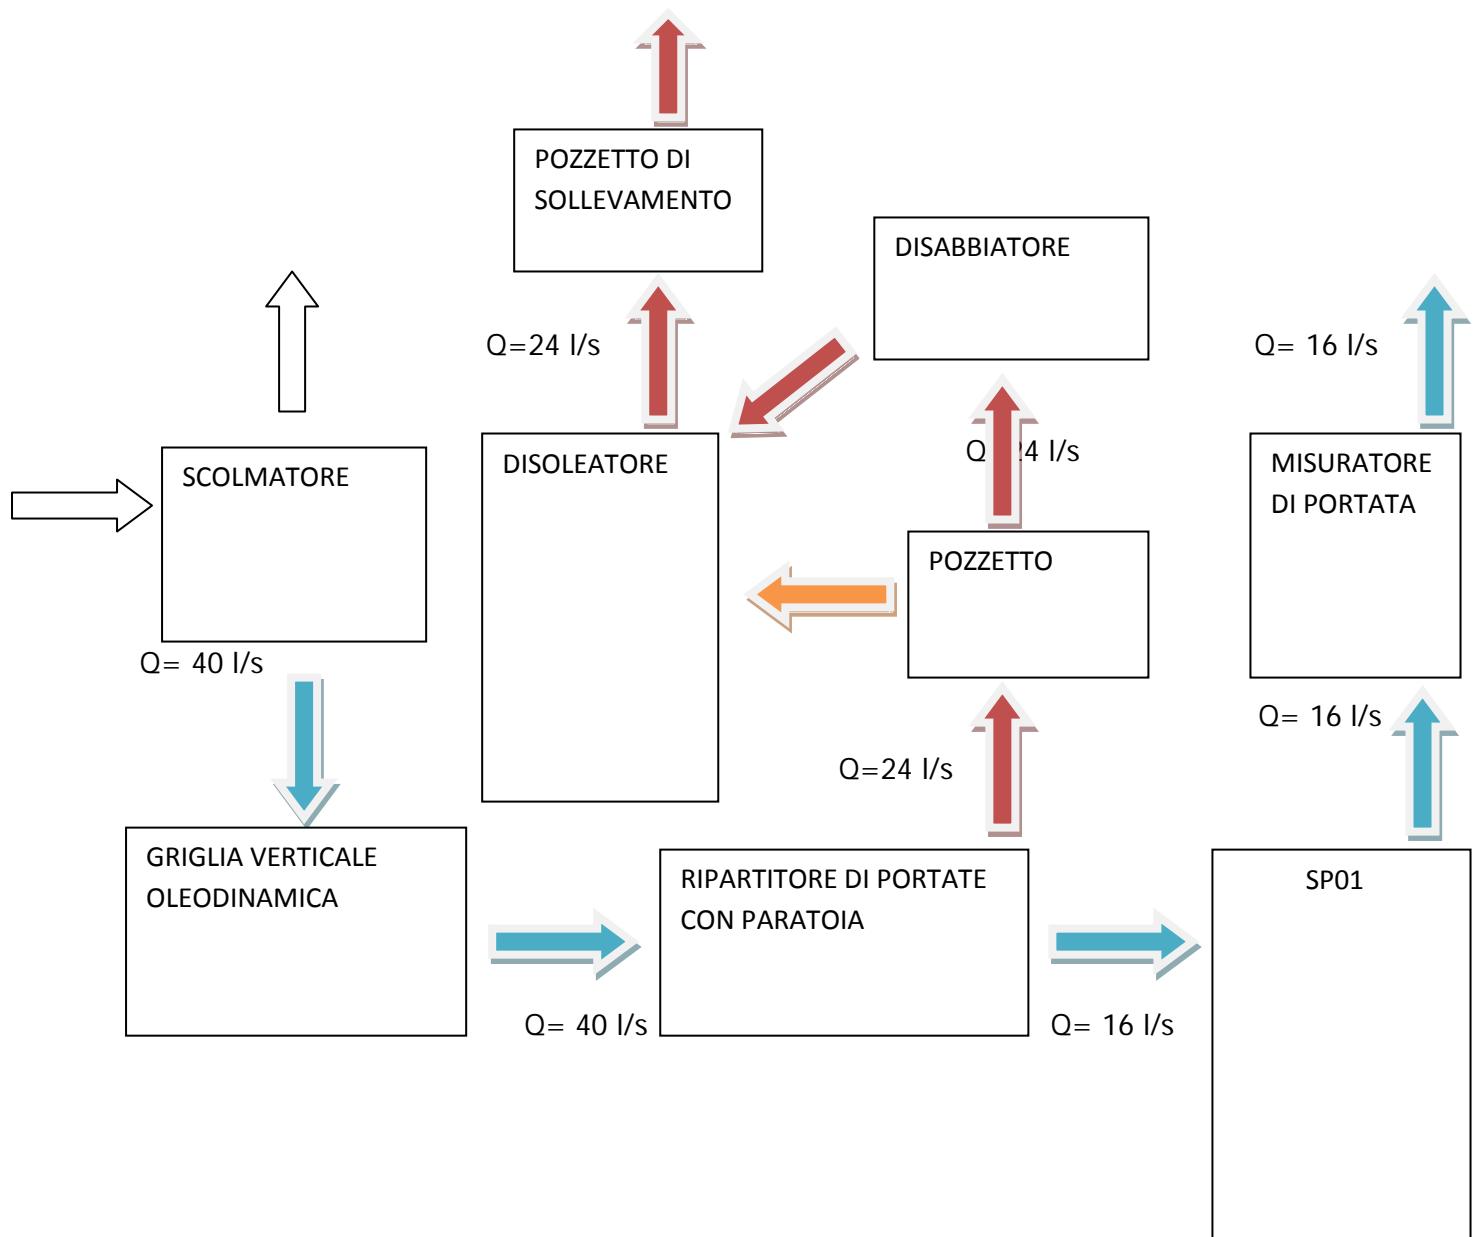 POZZETTO DI
SOLLEVAMENTO
DISABBIATORE
Q=24 l/s
Q= 16 l/s
SCOLMATORE
DISOLEATORE
Q 24 l/s
MISURATORE
DI PORTATA
POZZETTO
Q= 40 l/s
Q= 16 l/s
Q=24 l/s
GRIGLIA VERTICALE
OLEODINAMICA
RIPARTITORE DI PORTATE
CON PARATOIA
SP01
Q= 40 l/s
Q= 16 l/s